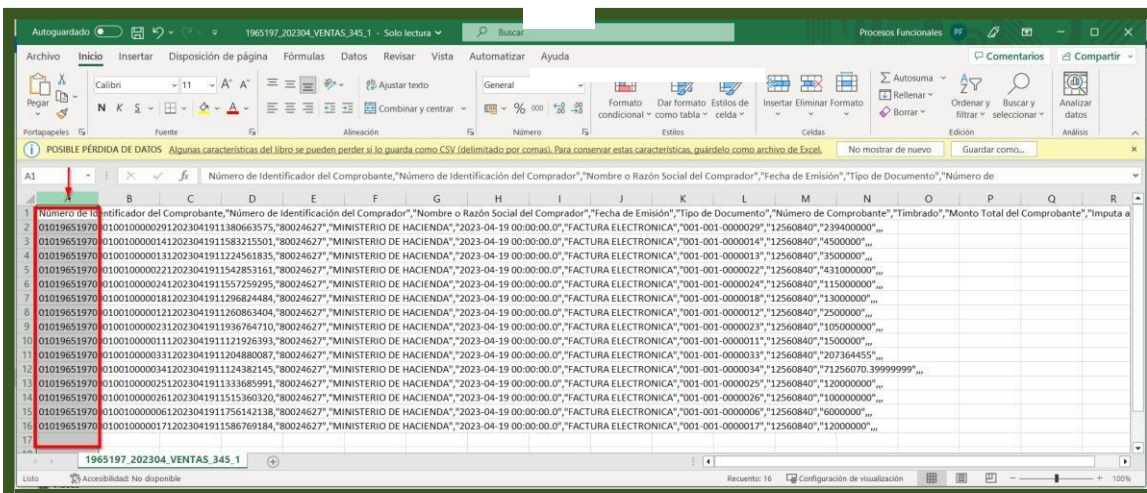 Autoguardado 1965197_202304_VENTAS_345_1 - Solo lectura Buscar Procesos Funcionales PF
Archivo Inicio Insertar Disposición de página Fórmulas Datos Revisar Vista Automatizar Ayuda Comentarios Compartir
Pegar Calibri 11 A^ A˅ Ajustar texto General Formato condicional Dar formato como tabla Estilos de celda Insertar Eliminar Formato Autosuma Rellenar Borrar Ordenar y filtrar Buscar y seleccionar Analizar datos
N K S Combinar y centrar % 000
Portapapeles Fuente Alineación Número Estilos Celdas Edición Análisis
POSIBLE PÉRDIDA DE DATOS Algunas características del libro se pueden perder si lo guarda como CSV (delimitado por comas). Para conservar estas características, guárdelo como archivo de Excel. No mostrar de nuevo Guardar como...
A1 fx Número de Identificador del Comprobante,"Número de Identificación del Comprador","Nombre o Razón Social del Comprador","Fecha de Emisión","Tipo de Documento","Número de
A B C D E F G H I J K L M N O P Q R
1 Número de Identificador del Comprobante,"Número de Identificación del Comprador","Nombre o Razón Social del Comprador","Fecha de Emisión","Tipo de Documento","Número de Comprobante","Timbrado","Monto Total del Comprobante","Imputa a
2 01019651970010010000029120230419113806635​75,"80024627","MINISTERIO DE HACIENDA","2023-04-19 00:00:00.0","FACTURA ELECTRONICA","001-001-0000029","12560840","239400000",,,
3 01019651970010010000014120230419115832155​01,"80024627","MINISTERIO DE HACIENDA","2023-04-19 00:00:00.0","FACTURA ELECTRONICA","001-001-0000014","12560840","4500000",,,
4 01019651970010010000013120230419112245618​35,"80024627","MINISTERIO DE HACIENDA","2023-04-19 00:00:00.0","FACTURA ELECTRONICA","001-001-0000013","12560840","3500000",,,
5 01019651970010010000022120230419115428531​61,"80024627","MINISTERIO DE HACIENDA","2023-04-19 00:00:00.0","FACTURA ELECTRONICA","001-001-0000022","12560840","431000000",,,
6 01019651970010010000024120230419115572592​95,"80024627","MINISTERIO DE HACIENDA","2023-04-19 00:00:00.0","FACTURA ELECTRONICA","001-001-0000024","12560840","115000000",,,
7 01019651970010010000018120230419112968244​84,"80024627","MINISTERIO DE HACIENDA","2023-04-19 00:00:00.0","FACTURA ELECTRONICA","001-001-0000018","12560840","13000000",,,
8 01019651970010010000012120230419112608634​04,"80024627","MINISTERIO DE HACIENDA","2023-04-19 00:00:00.0","FACTURA ELECTRONICA","001-001-0000012","12560840","2500000",,,
9 01019651970010010000023120230419119367647​10,"80024627","MINISTERIO DE HACIENDA","2023-04-19 00:00:00.0","FACTURA ELECTRONICA","001-001-0000023","12560840","105000000",,,
10 01019651970010010000011120230419111219263​93,"80024627","MINISTERIO DE HACIENDA","2023-04-19 00:00:00.0","FACTURA ELECTRONICA","001-001-0000011","12560840","1500000",,,
11 01019651970010010000033120230419112048800​87,"80024627","MINISTERIO DE HACIENDA","2023-04-19 00:00:00.0","FACTURA ELECTRONICA","001-001-0000033","12560840","207364455",,,
12 01019651970010010000034120230419111243821​45,"80024627","MINISTERIO DE HACIENDA","2023-04-19 00:00:00.0","FACTURA ELECTRONICA","001-001-0000034","12560840","71256070.39999999",,,
13 01019651970010010000025120230419113336859​91,"80024627","MINISTERIO DE HACIENDA","2023-04-19 00:00:00.0","FACTURA ELECTRONICA","001-001-0000025","12560840","120000000",,,
14 01019651970010010000026120230419115153603​20,"80024627","MINISTERIO DE HACIENDA","2023-04-19 00:00:00.0","FACTURA ELECTRONICA","001-001-0000026","12560840","100000000",,,
15 01019651970010010000006120230419117561421​38,"80024627","MINISTERIO DE HACIENDA","2023-04-19 00:00:00.0","FACTURA ELECTRONICA","001-001-0000006","12560840","6000000",,,
16 01019651970010010000017120230419115867691​84,"80024627","MINISTERIO DE HACIENDA","2023-04-19 00:00:00.0","FACTURA ELECTRONICA","001-001-0000017","12560840","12000000",,,
17
1965197_202304_VENTAS_345_1
Listo Accesibilidad: No disponible Recuento: 16 Configuración de visualización 100%